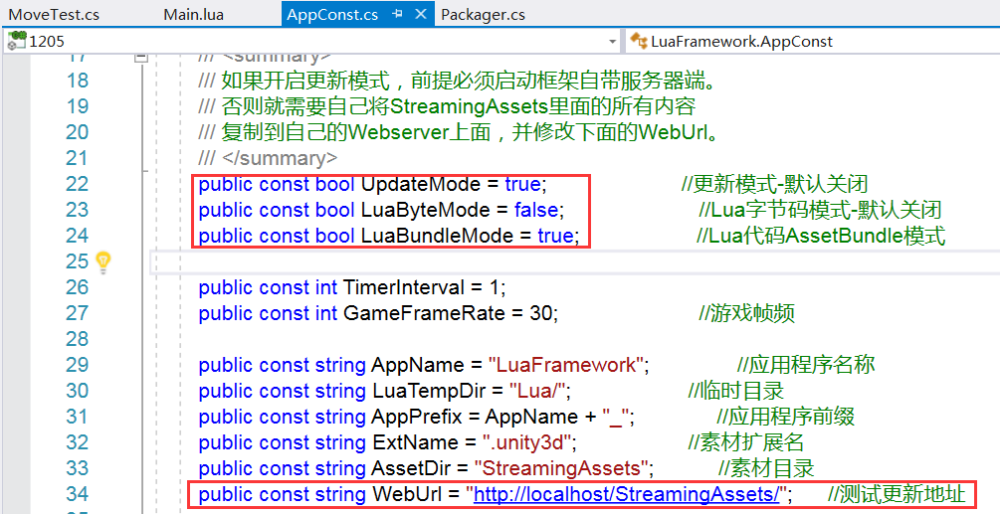 MoveTest.cs Main.lua AppConst.cs Packager.cs
1205 LuaFramework.AppConst
17 /// <summary>
18 /// 如果开启更新模式，前提必须启动框架自带服务器端。
19 /// 否则就需要自己将StreamingAssets里面的所有内容
20 /// 复制到自己的Webserver上面，并修改下面的WebUrl。
21 /// </summary>
22 public const bool UpdateMode = true; //更新模式-默认关闭
23 public const bool LuaByteMode = false; //Lua字节码模式-默认关闭
24 public const bool LuaBundleMode = true; //Lua代码AssetBundle模式
25
26 public const int TimerInterval = 1;
27 public const int GameFrameRate = 30; //游戏帧频
28
29 public const string AppName = "LuaFramework"; //应用程序名称
30 public const string LuaTempDir = "Lua/"; //临时目录
31 public const string AppPrefix = AppName + "_"; //应用程序前缀
32 public const string ExtName = ".unity3d"; //素材扩展名
33 public const string AssetDir = "StreamingAssets"; //素材目录
34 public const string WebUrl = "http://localhost/StreamingAssets/"; //测试更新地址